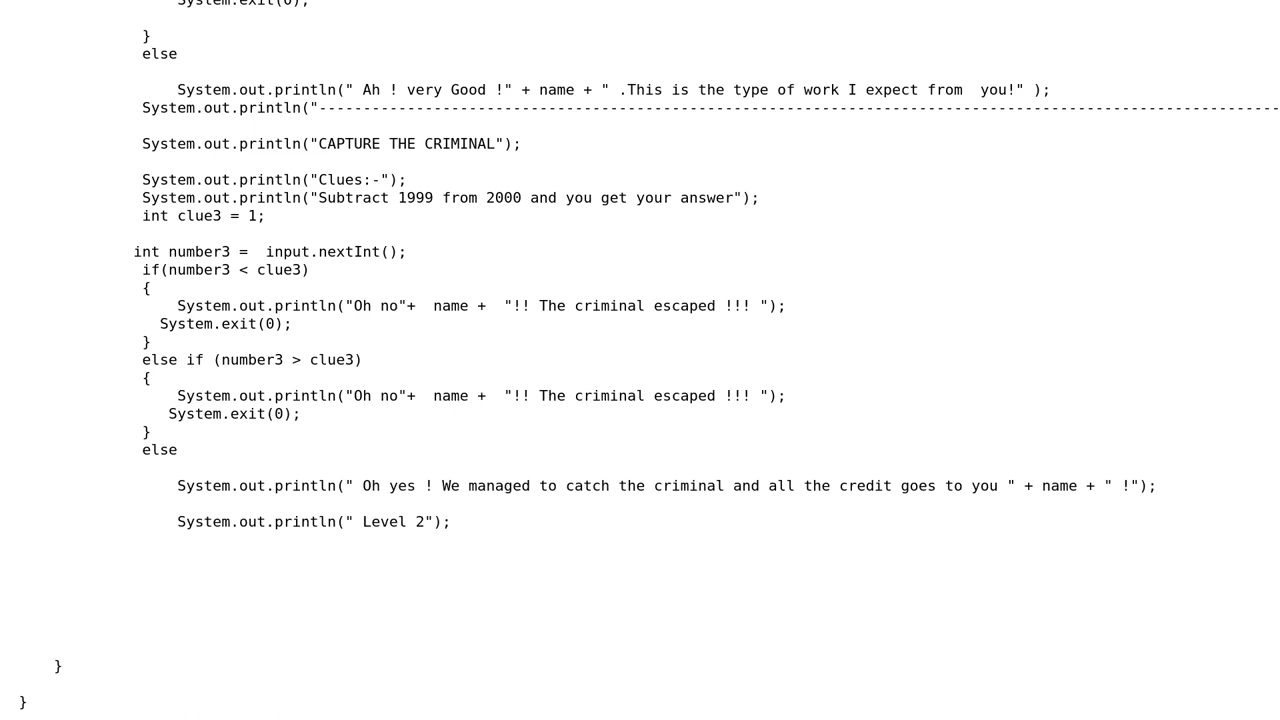 System.exit(0);
}
else
System.out.println(" Ah ! very Good !" + name + " .This is the type of work I expect from  you!" );
System.out.println("-------------------------------------------------------------------------------------------------------------
System.out.println("CAPTURE THE CRIMINAL");
System.out.println("Clues:-");
System.out.println("Subtract 1999 from 2000 and you get your answer");
int clue3 = 1;
int number3 =  input.nextInt();
if(number3 < clue3)
{
System.out.println("Oh no"+  name +  "!! The criminal escaped !!! ");
System.exit(0);
}
else if (number3 > clue3)
{
System.out.println("Oh no"+  name +  "!! The criminal escaped !!! ");
System.exit(0);
}
else
System.out.println(" Oh yes ! We managed to catch the criminal and all the credit goes to you " + name + " !");
System.out.println(" Level 2");
}
}